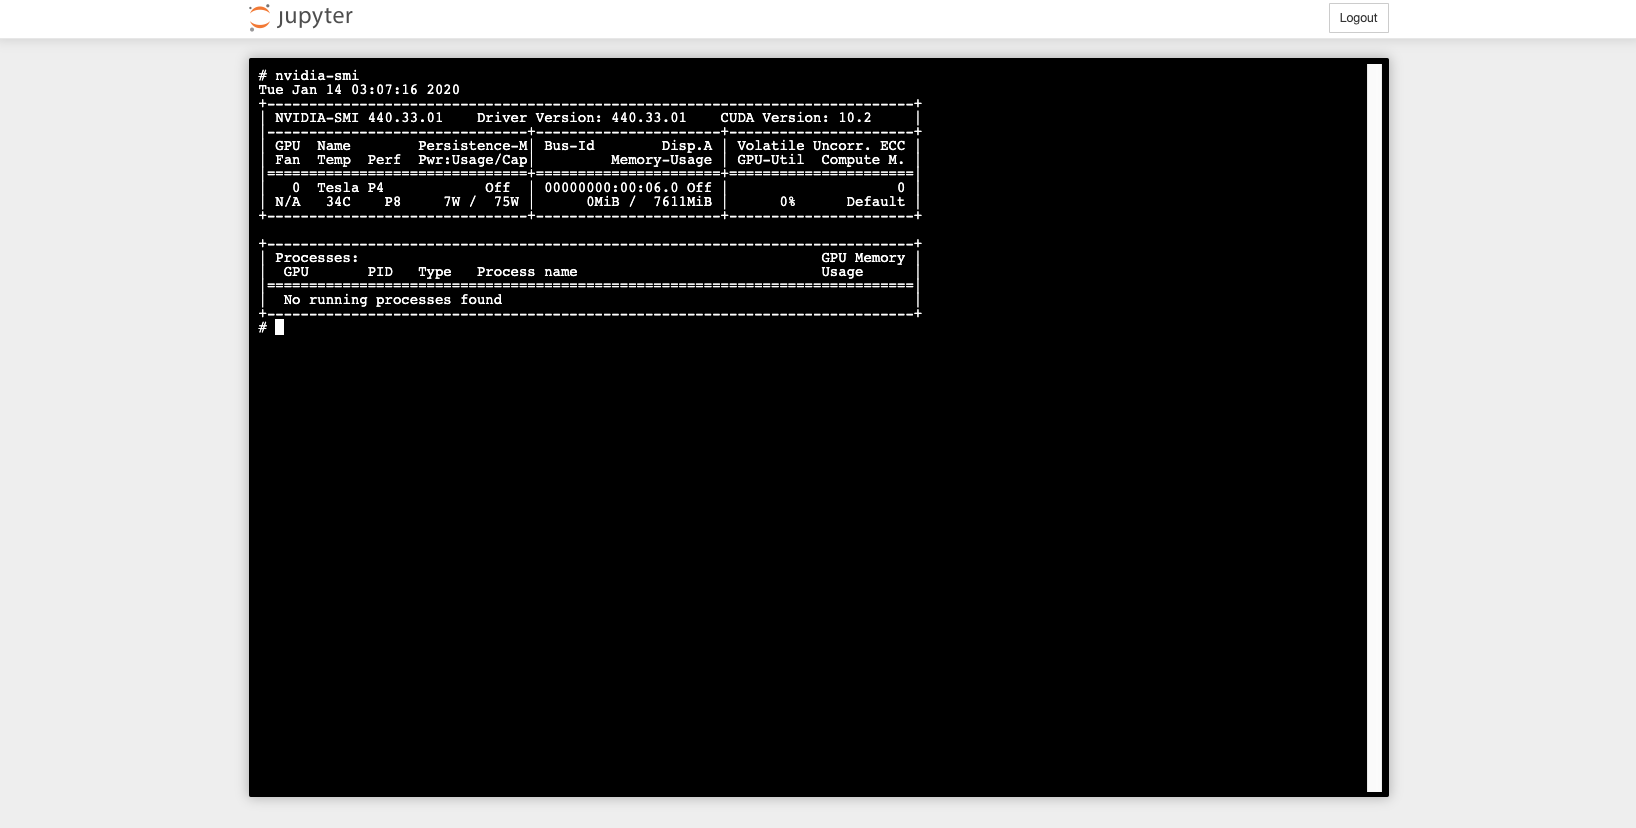 jupyter
Logout
# nvidia-smi
Tue Jan 14 03:07:16 2020
+-----------------------------------------------------------------------------+
| NVIDIA-SMI 440.33.01    Driver Version: 440.33.01    CUDA Version: 10.2     |
|-------------------------------+----------------------+----------------------+
| GPU  Name        Persistence-M| Bus-Id        Disp.A | Volatile Uncorr. ECC |
| Fan  Temp  Perf  Pwr:Usage/Cap|         Memory-Usage | GPU-Util  Compute M. |
|===============================+======================+======================|
|   0  Tesla P4            Off  | 00000000:00:06.0 Off |                    0 |
| N/A   34C    P8     7W /  75W |      0MiB /  7611MiB |      0%      Default |
+-------------------------------+----------------------+----------------------+

+-----------------------------------------------------------------------------+
| Processes:                                                       GPU Memory |
|  GPU       PID   Type   Process name                             Usage      |
|=============================================================================|
|  No running processes found                                                 |
+-----------------------------------------------------------------------------+
#